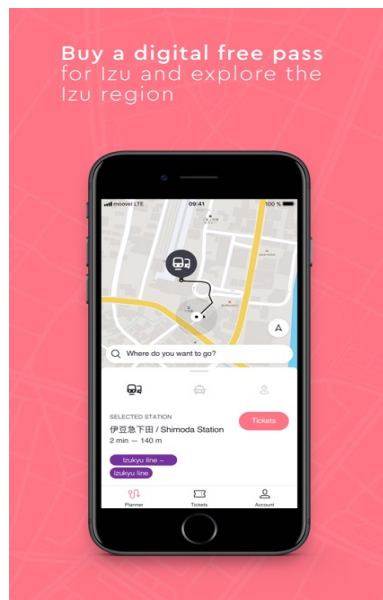 Buy a digital free pass
for Izu and explore the
Izu region
moovel LTE 09:41 100 %
Where do you want to go?
SELECTED STATION
伊豆急下田 / Shimoda Station
2 min — 140 m
Tickets
Izukyu line –
Izukyu line
Planner Tickets Account